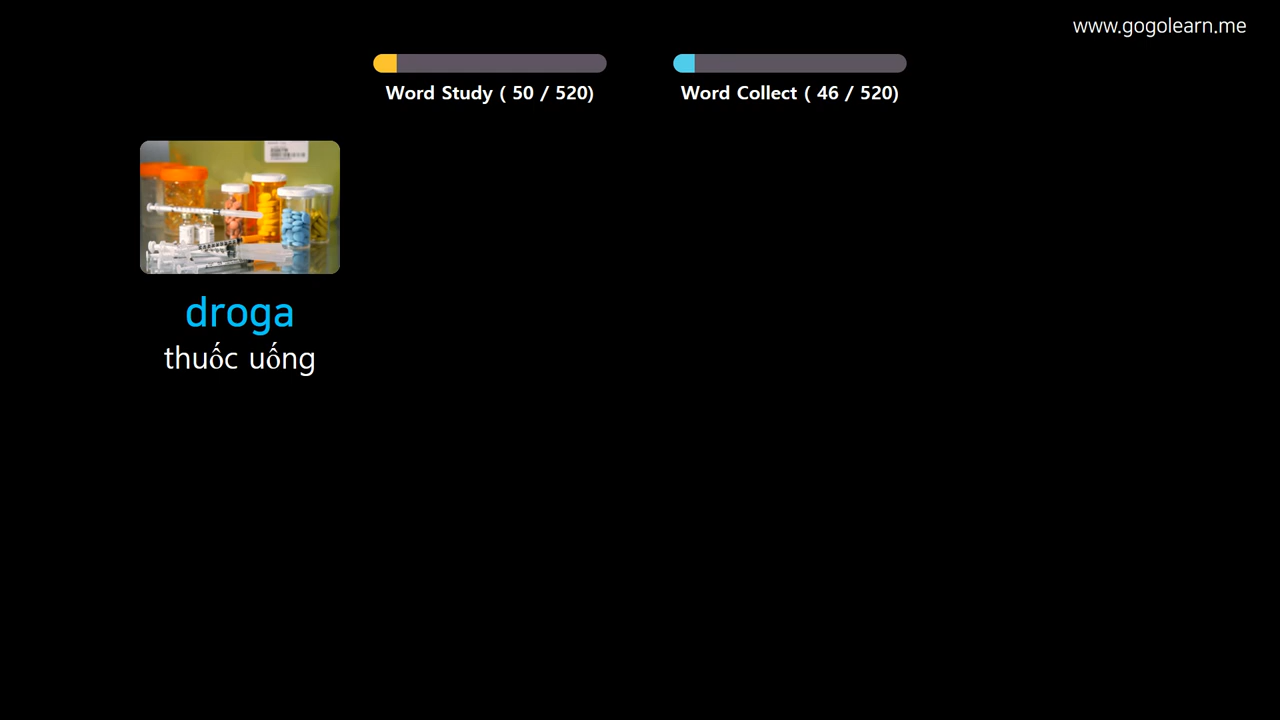 www.gogolearn.me
Word Study ( 50 / 520)
Word Collect ( 46 / 520)
droga
thuốc uống